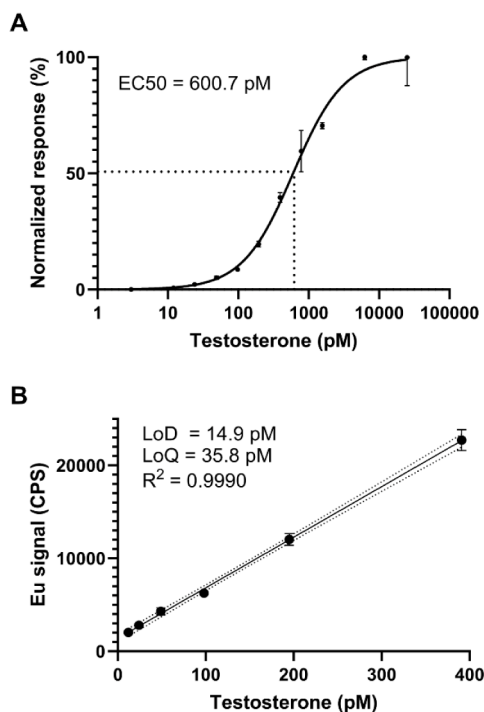 A
Normalized response (%)
100
50
0
EC50 = 600.7 pM
1 10 100 1000 10000 100000
Testosterone (pM)
B
Eu signal (CPS)
20000
10000
0
LoD = 14.9 pM
LoQ = 35.8 pM
R² = 0.9990
0 100 200 300 400
Testosterone (pM)